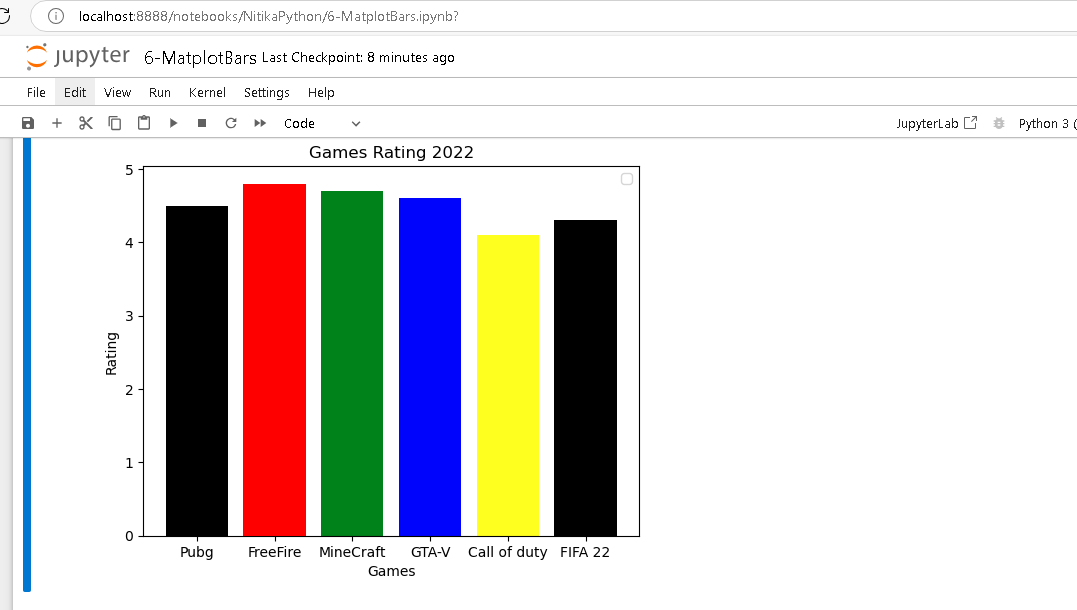 localhost:8888/notebooks/NitikaPython/6-MatplotBars.ipynb?
jupyter 6-MatplotBars Last Checkpoint: 8 minutes ago
File Edit View Run Kernel Settings Help
Code JupyterLab Python 3 (
Games Rating 2022
5
4
3
2
1
0
Rating
Pubg FreeFire MineCraft GTA-V Call of duty FIFA 22
Games